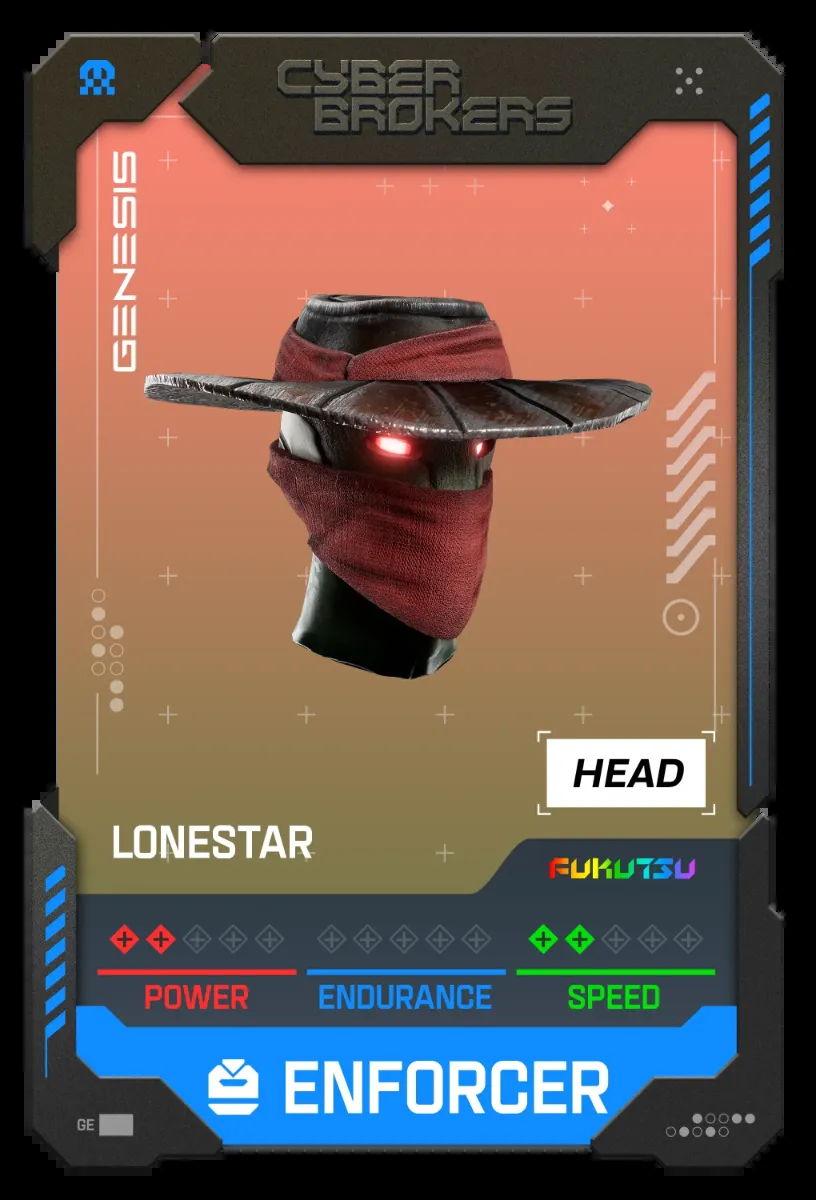 CYBER
BROKERS
GENESIS
HEAD
LONESTAR
FUKUTSU
POWER
ENDURANCE
SPEED
ENFORCER
GE